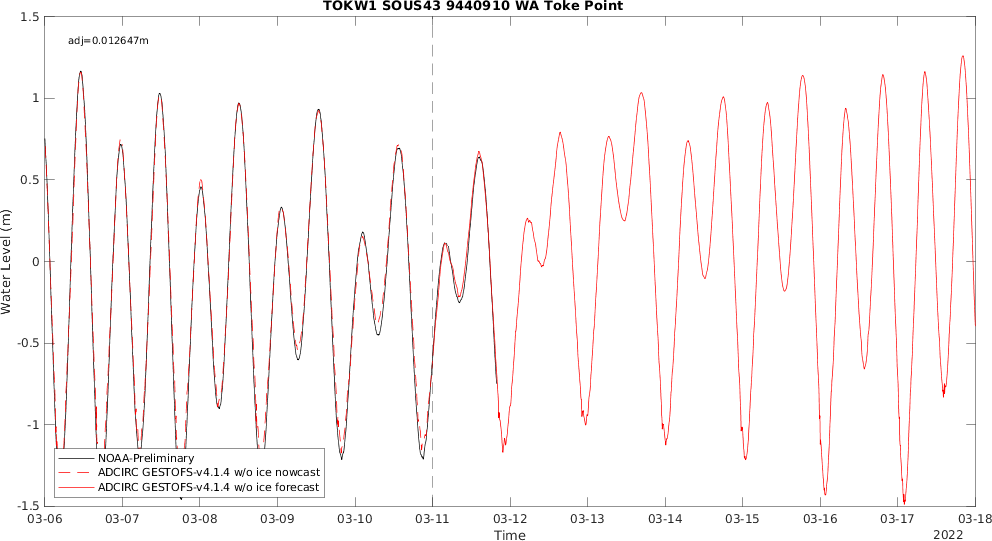 TOKW1 SOUS43 9440910 WA Toke Point
adj=0.012647m
1.5
1
0.5
0
-0.5
-1
-1.5
Water Level (m)
NOAA-Preliminary
ADCIRC GESTOFS-v4.1.4 w/o ice nowcast
ADCIRC GESTOFS-v4.1.4 w/o ice forecast
03-06 03-07 03-08 03-09 03-10 03-11 03-12 03-13 03-14 03-15 03-16 03-17 03-18
Time
2022